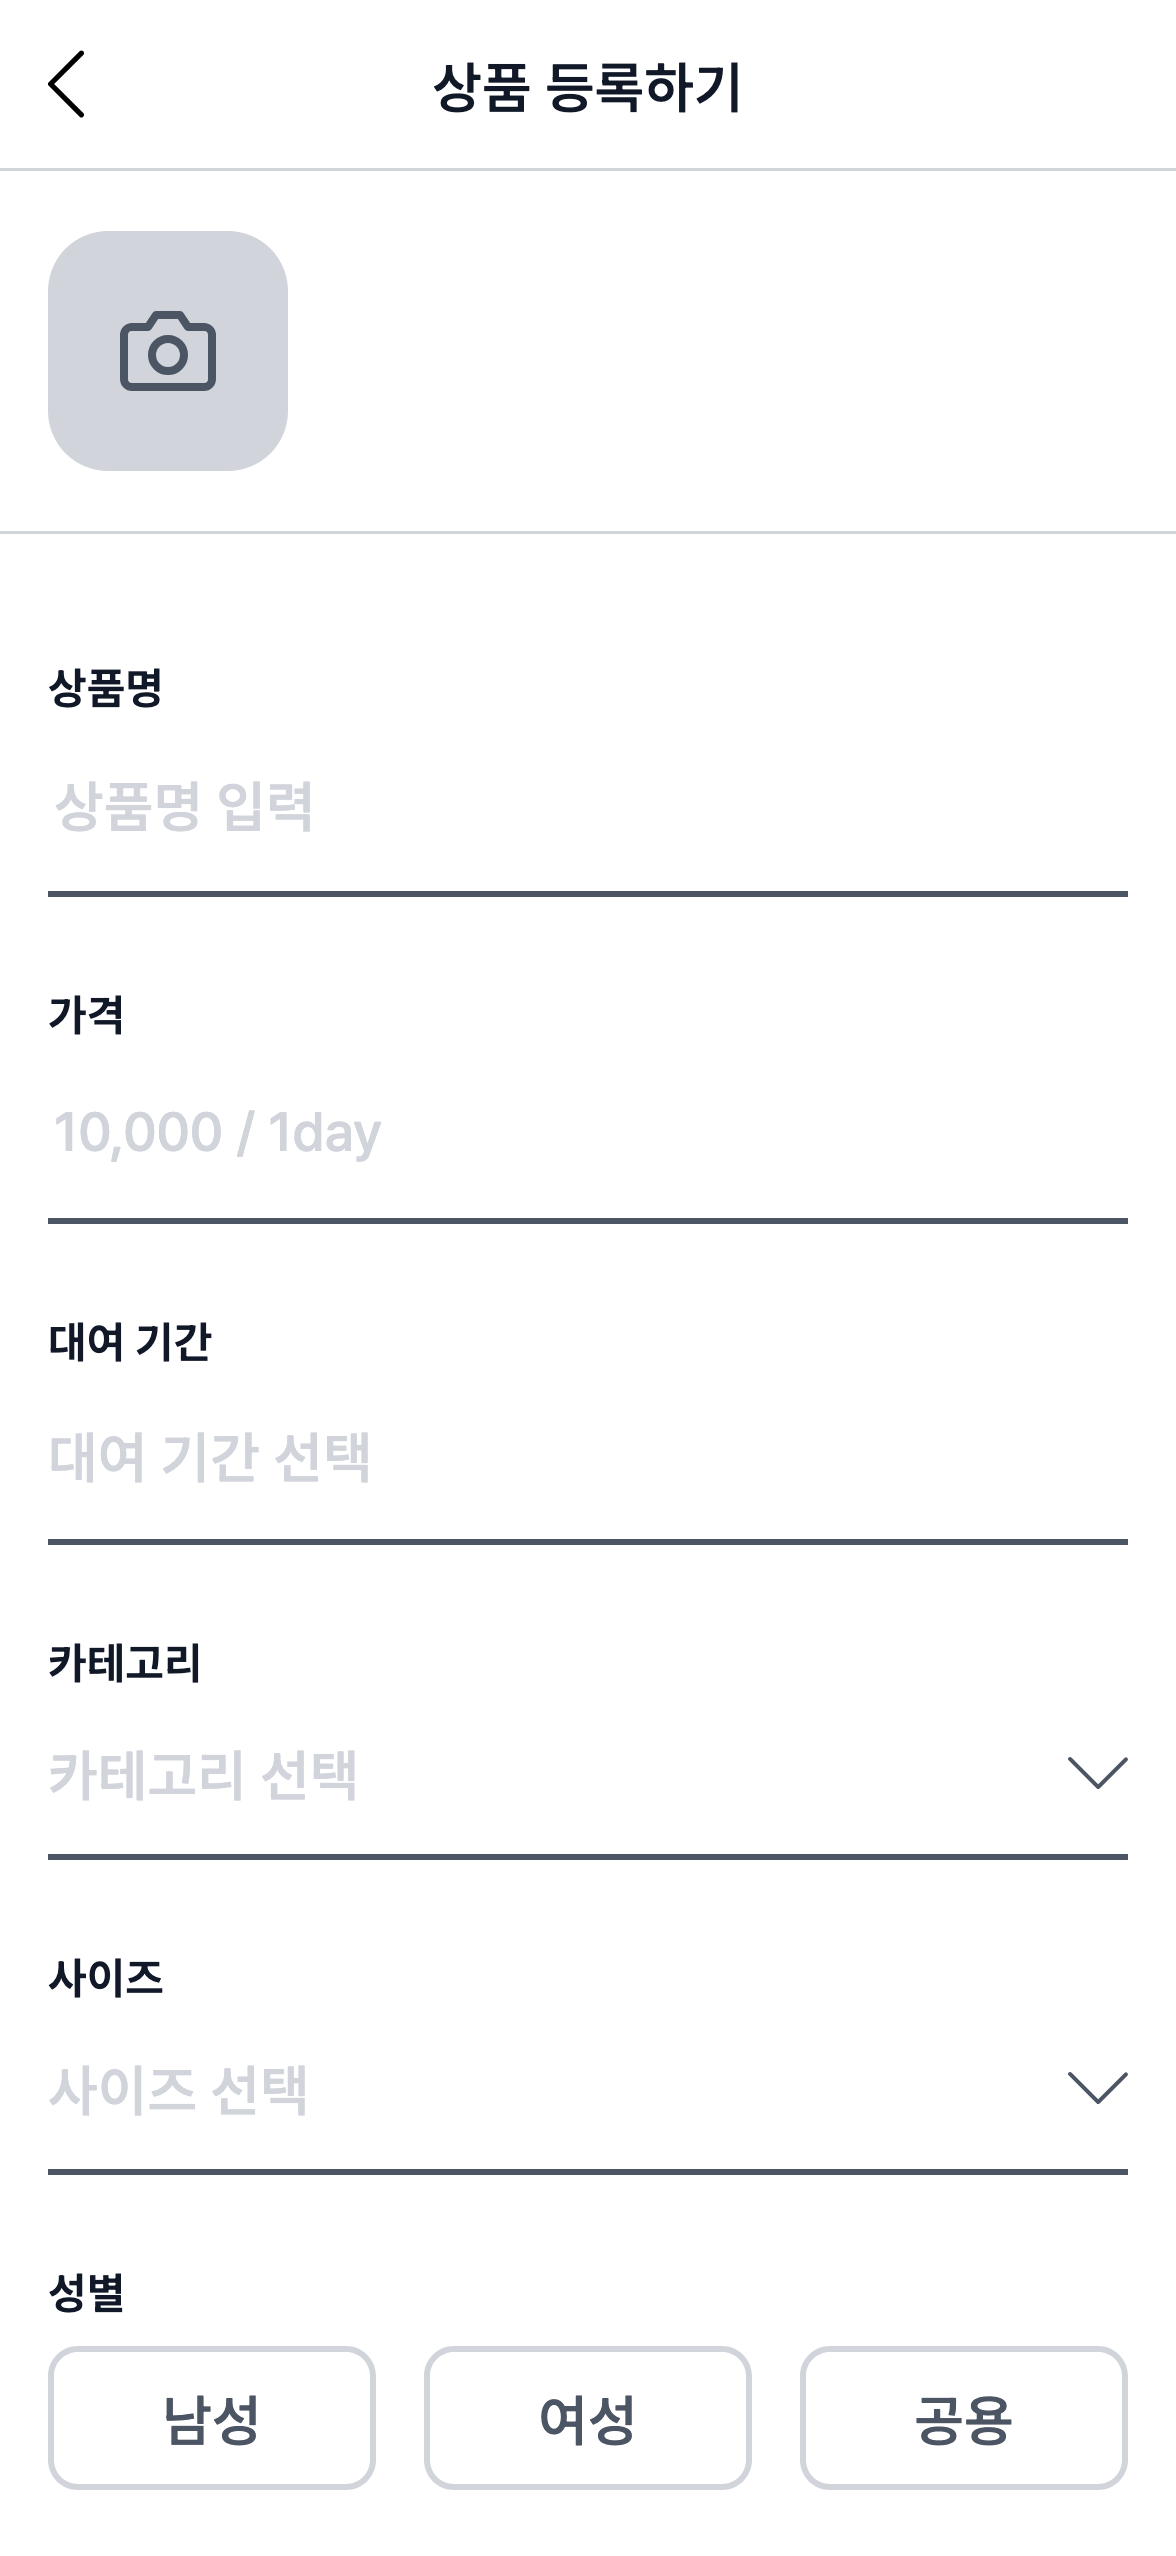 상품 등록하기
상품명
상품명 입력
가격
10,000 / 1day
대여 기간
대여 기간 선택
카테고리
카테고리 선택
사이즈
사이즈 선택
성별
남성 여성 공용